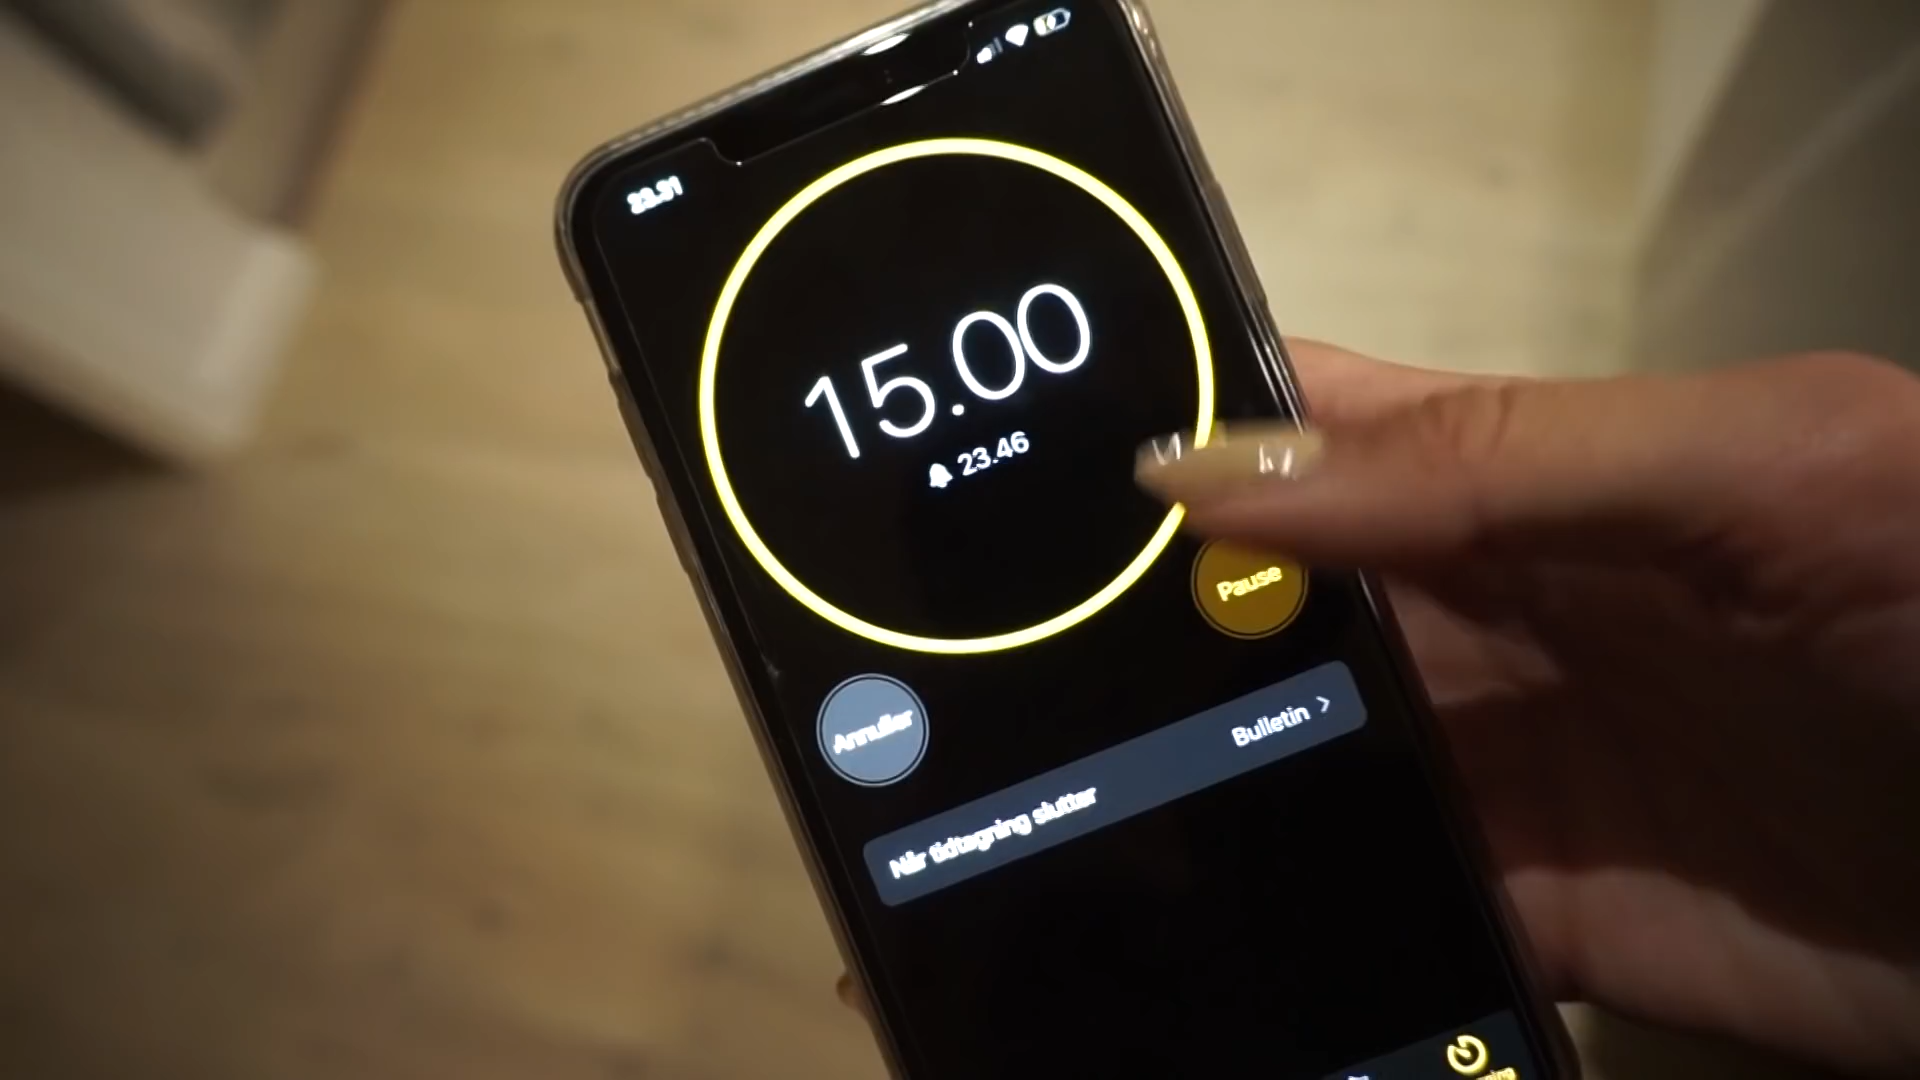 23.31
15.00
23.46
Pause
Annuller
Bulletin
Når tidtagning slutter